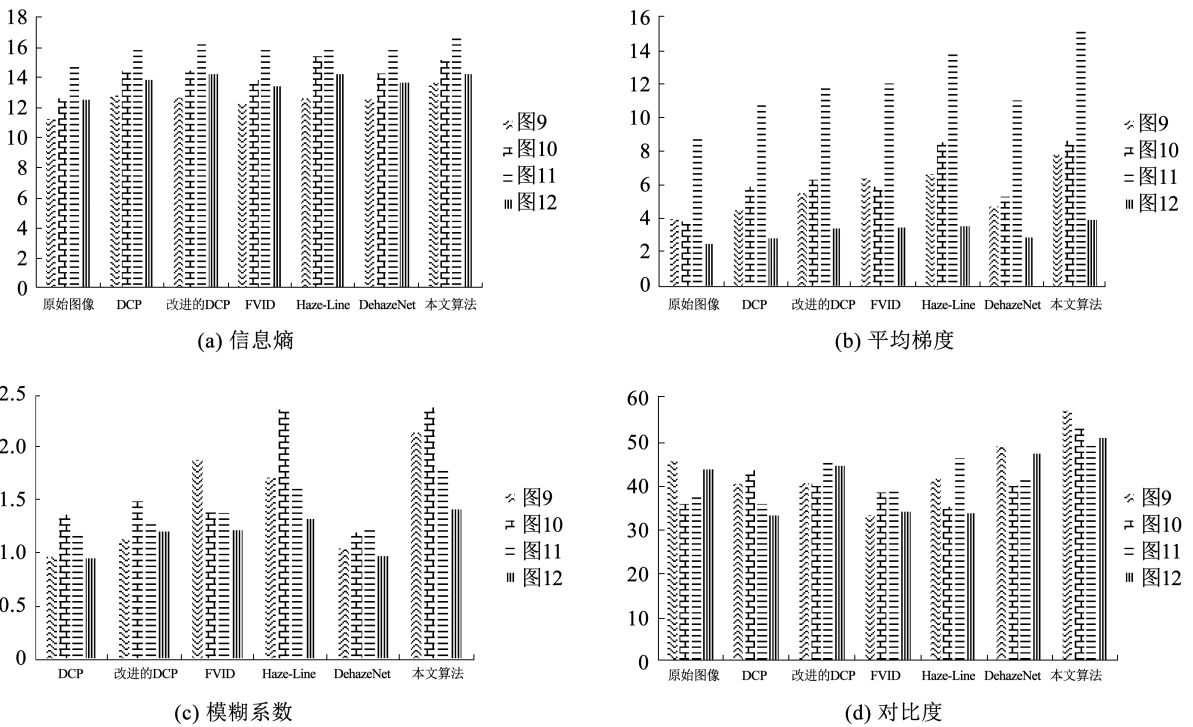 18
16
14
12
10
8
6
4
2
0
原始图像 DCP 改进的DCP FVID Haze-Line DehazeNet 本文算法
图9
图10
图11
图12
(a) 信息熵
16
14
12
10
8
6
4
2
0
原始图像 DCP 改进的DCP FVID Haze-Line DehazeNet 本文算法
图9
图10
图11
图12
(b) 平均梯度
2.5
2.0
1.5
1.0
0.5
0
DCP 改进的DCP FVID Haze-Line DehazeNet 本文算法
图9
图10
图11
图12
(c) 模糊系数
60
50
40
30
20
10
0
原始图像 DCP 改进的DCP FVID Haze-Line DehazeNet 本文算法
图9
图10
图11
图12
(d) 对比度